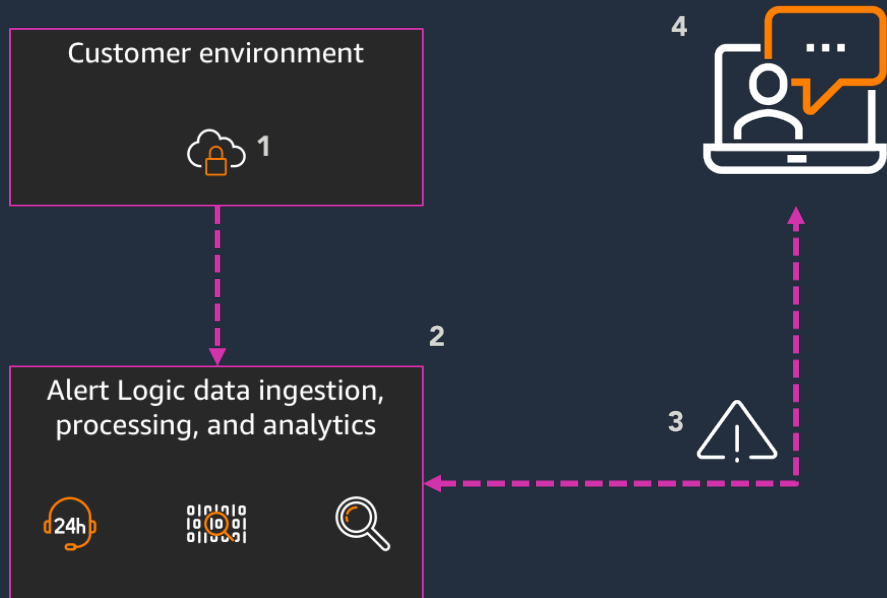 Customer environment
1
4
2
Alert Logic data ingestion,
processing, and analytics
3
24h